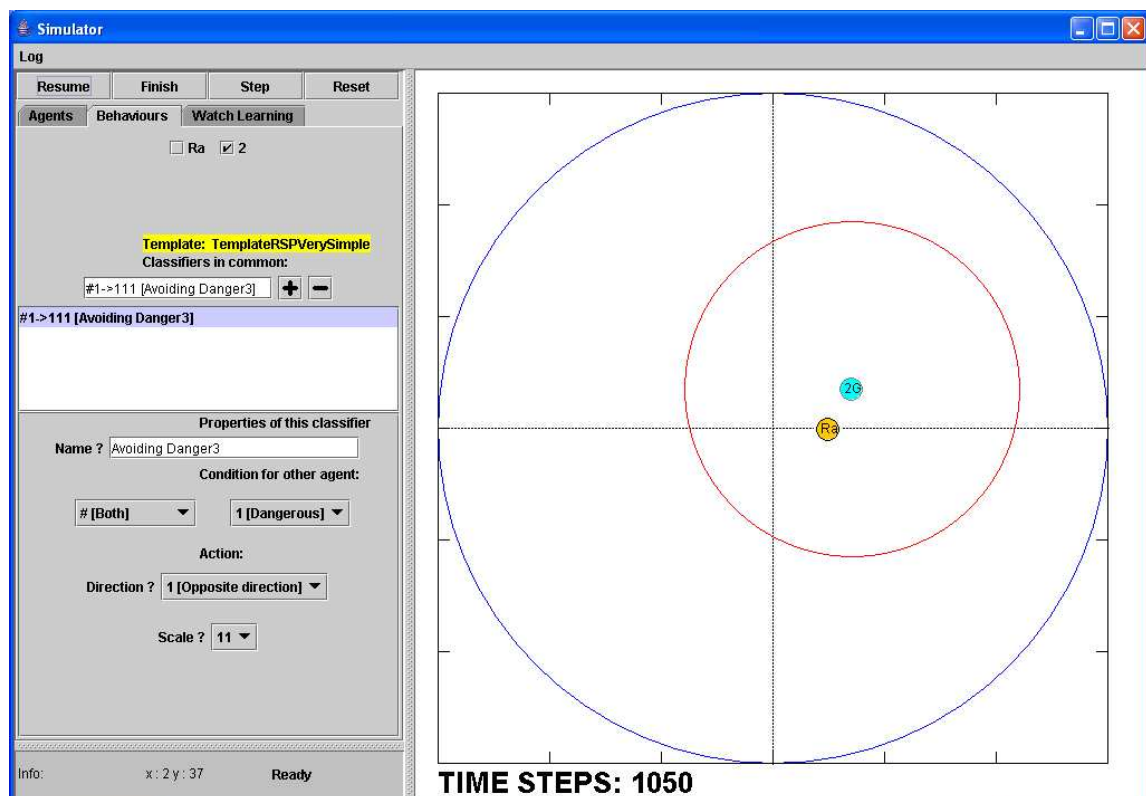 Simulator
Log
Resume Finish Step Reset
Agents Behaviours Watch Learning
Ra 2
Template: TemplateRSPVerySimple
Classifiers in common:
#1->111 [Avoiding Danger3]
#1->111 [Avoiding Danger3]
Properties of this classifier
Name ? Avoiding Danger3
Condition for other agent:
# [Both] 1 [Dangerous]
Action:
Direction ? 1 [Opposite direction]
Scale ? 11
Info: x : 2 y : 37 Ready
2G
Ra
TIME STEPS: 1050